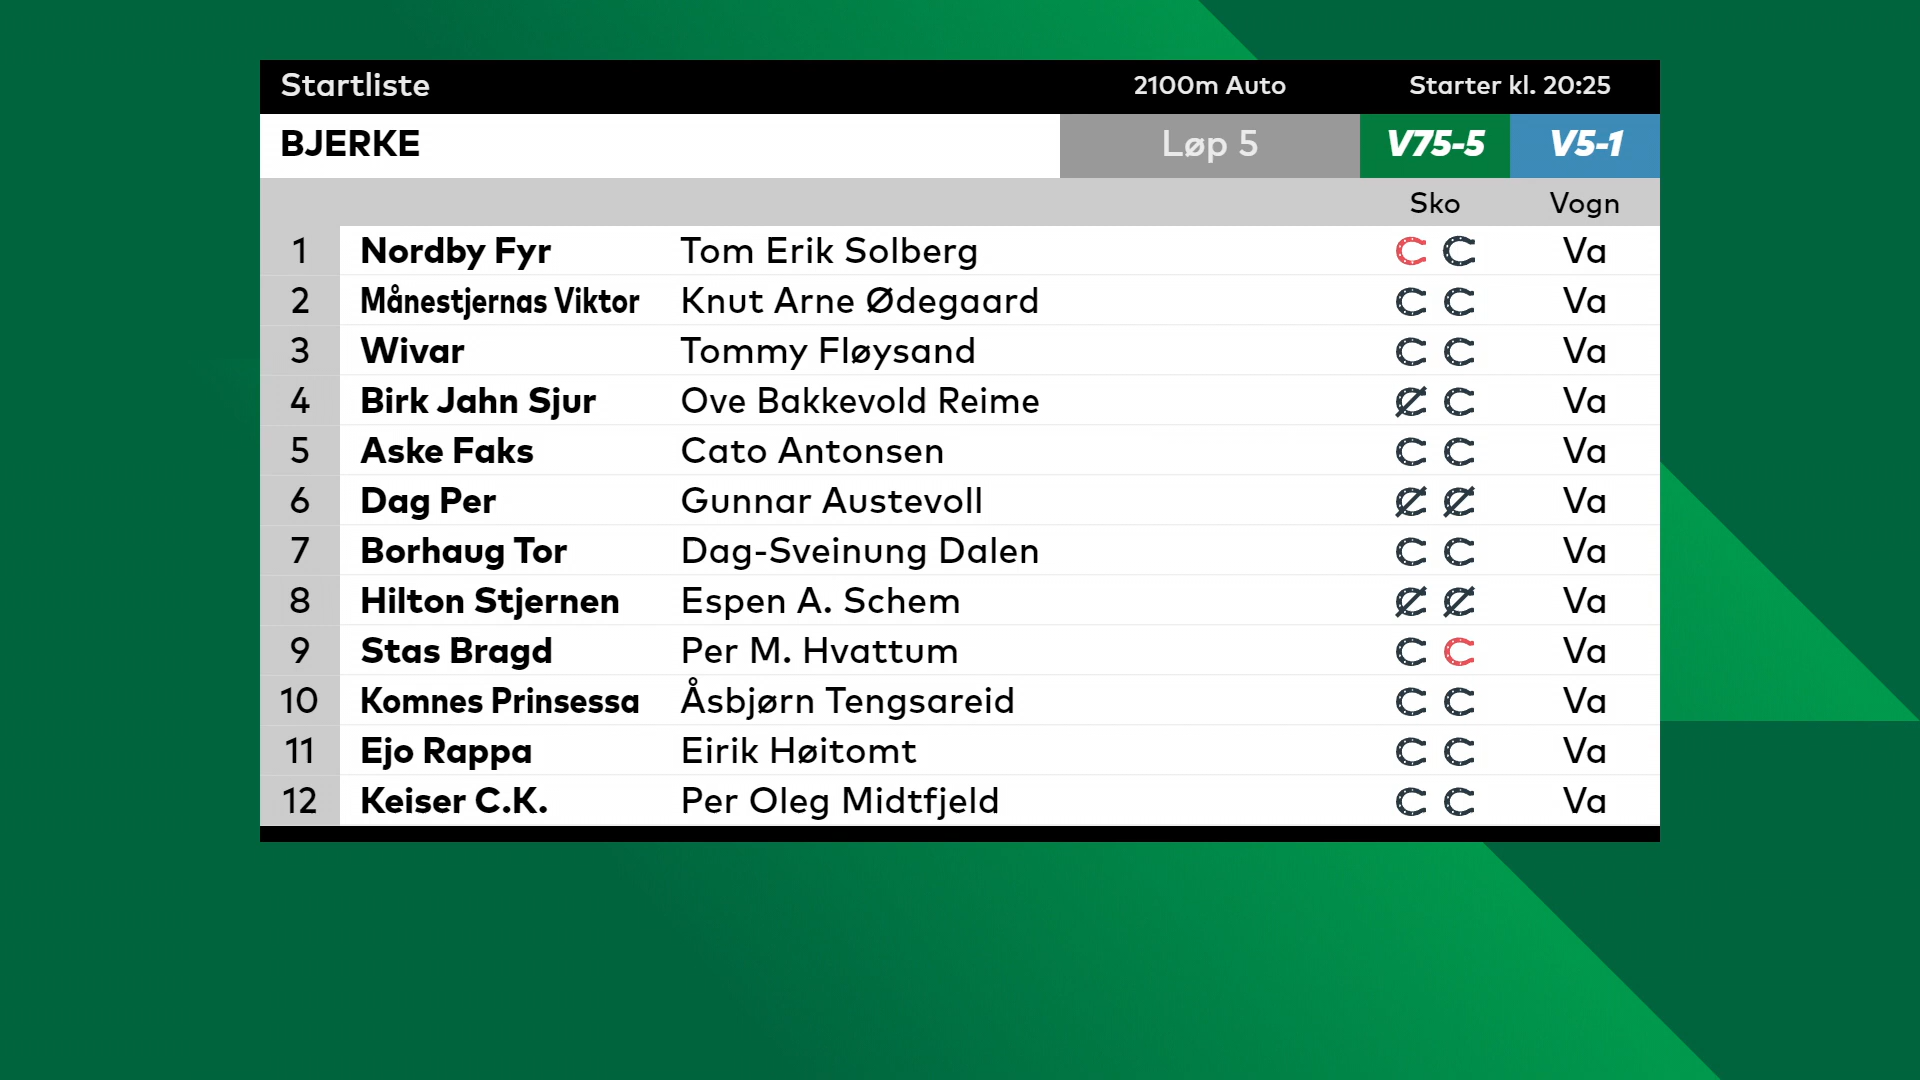 Startliste 2100m Auto Starter kl. 20:25
BJERKE Løp 5 V75-5 V5-1
Sko Vogn
1 Nordby Fyr Tom Erik Solberg Va
2 Månestjernas Viktor Knut Arne Ødegaard Va
3 Wivar Tommy Fløysand Va
4 Birk Jahn Sjur Ove Bakkevold Reime Va
5 Aske Faks Cato Antonsen Va
6 Dag Per Gunnar Austevoll Va
7 Borhaug Tor Dag-Sveinung Dalen Va
8 Hilton Stjernen Espen A. Schem Va
9 Stas Bragd Per M. Hvattum Va
10 Komnes Prinsessa Åsbjørn Tengsareid Va
11 Ejo Rappa Eirik Høitomt Va
12 Keiser C.K. Per Oleg Midtfjeld Va